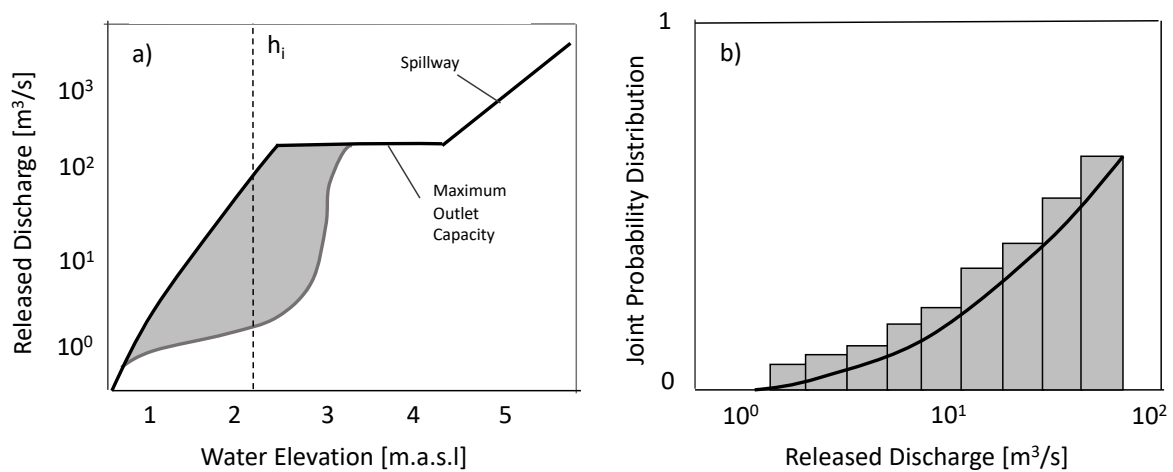 a)
h_i
Spillway
Maximum
Outlet
Capacity
10³
10²
10¹
10⁰
Released Discharge [m³/s]
1 2 3 4 5
Water Elevation [m.a.s.l]
b)
1
0
Joint Probability Distribution
10⁰ 10¹ 10²
Released Discharge [m³/s]